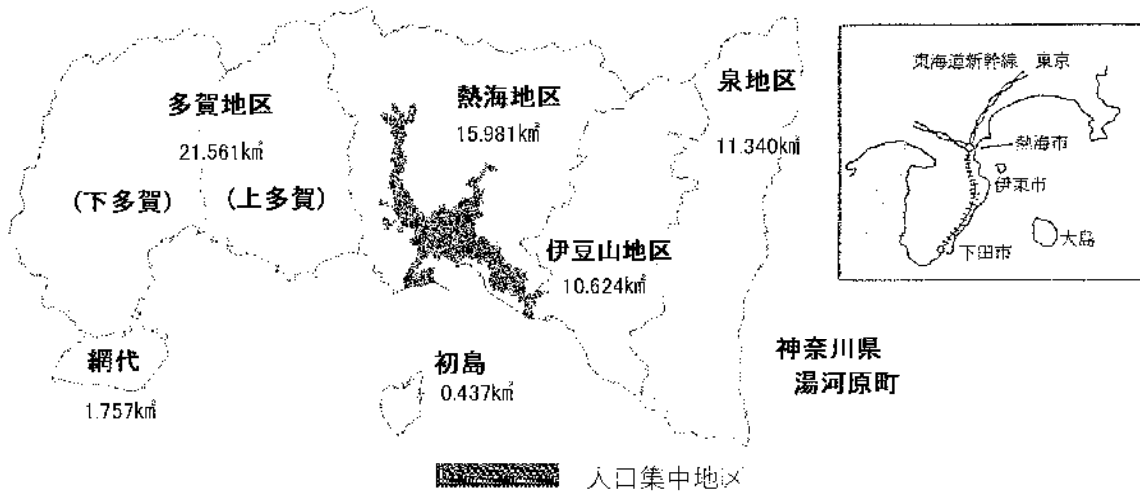 多賀地区
21.561k㎡
(下多賀)
(上多賀)
熱海地区
15.981k㎡
泉地区
11.340k㎡
伊豆山地区
10.624k㎡
網代
1.757k㎡
初島
0.437k㎡
神奈川県
湯河原町
人口集中地区
東海道新幹線 東京
熱海市
伊東市
大島
下田市